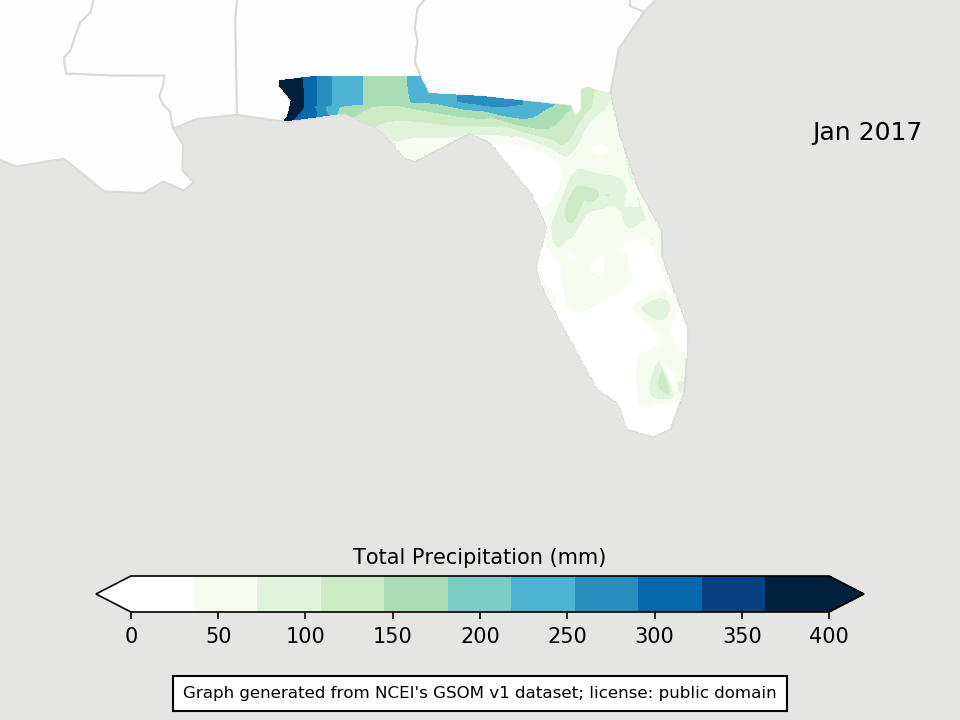 Jan 2017
Total Precipitation (mm)
0 50 100 150 200 250 300 350 400
Graph generated from NCEI's GSOM v1 dataset; license: public domain